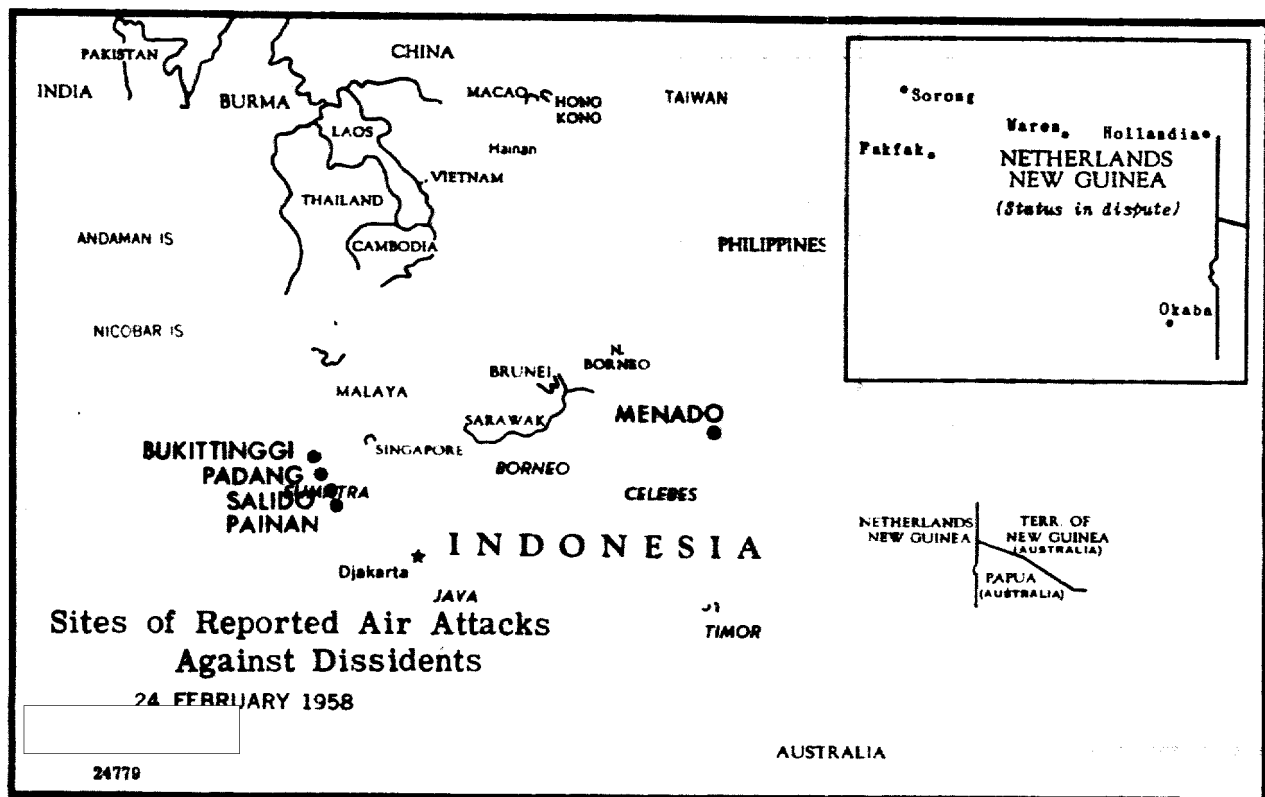 CHINA
PAKISTAN
INDIA
BURMA
MACAO
HONG
KONG
TAIWAN
LAOS
Hainan
VIETNAM
THAILAND
ANDAMAN IS
CAMBODIA
PHILIPPINES
NICOBAR IS
N.
BORNEO
BRUNEI
MALAYA
SARAWAK
MENADO
SINGAPORE
BUKITTINGGI
PADANG
SUMATRA
SALIDO
PAINAN
BORNEO
CELEBES
INDONESIA
Djakarta
JAVA
TIMOR
NETHERLANDS
NEW GUINEA
TERR. OF
NEW GUINEA
(AUSTRALIA)
PAPUA
(AUSTRALIA)
AUSTRALIA
Sorong
Waren
Hollandia
Fakfak
NETHERLANDS
NEW GUINEA
(Status in dispute)
Okaba
Sites of Reported Air Attacks
Against Dissidents
24 FEBRUARY 1958
24779